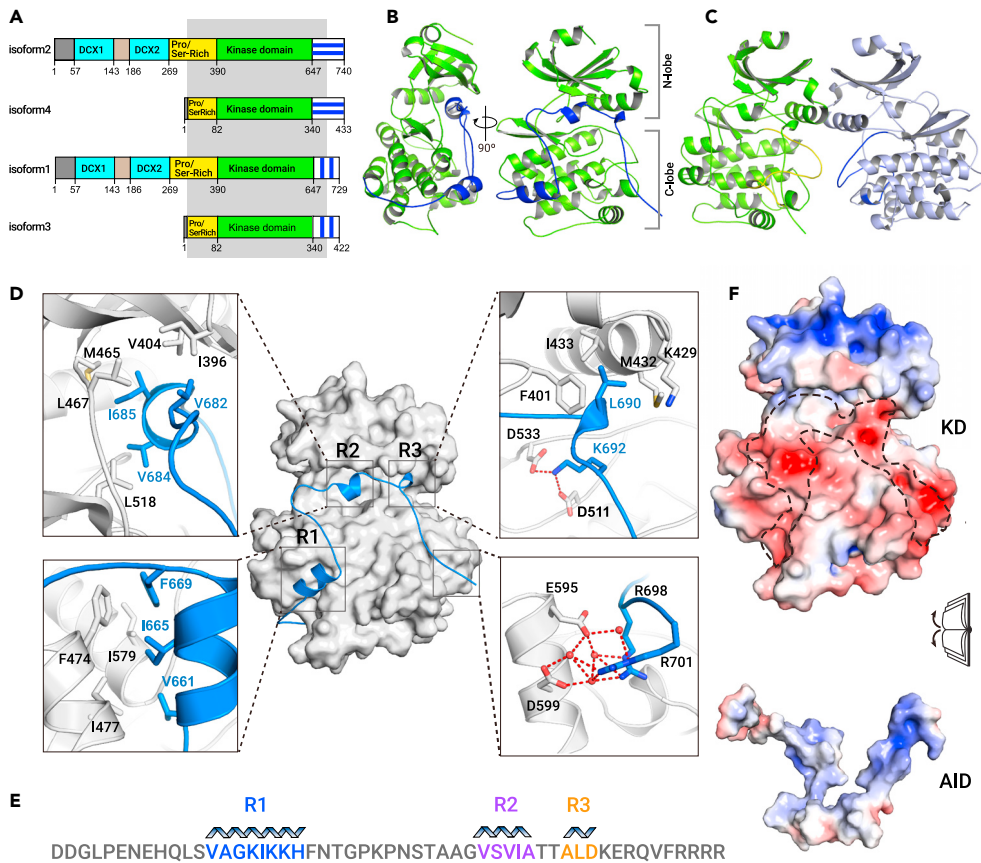 A
isoform2
DCX1
DCX2
Pro/
Ser-Rich
Kinase domain
1 57 143 186 269 390 647 740
isoform4
Pro/
SerRich
Kinase domain
1 82 340 433
isoform1
DCX1
DCX2
Pro/
Ser-Rich
Kinase domain
1 57 143 186 269 390 647 729
isoform3
Pro/
SerRich
Kinase domain
1 82 340 422
B
90°
N-lobe
C-lobe
C
D
V404
M465
I396
L467
I685
V682
V684
L518
F669
I665
F474
I579
V661
I477
R2
R3
R1
I433
M432
K429
F401
L690
D533
K692
D511
E595
R698
R701
D599
F
KD
AID
E
R1 R2 R3
DDGLPENEHQLSVAGKIKKHFNTGPKPNSTAAGVSVIATTALDKERQVFRRRR